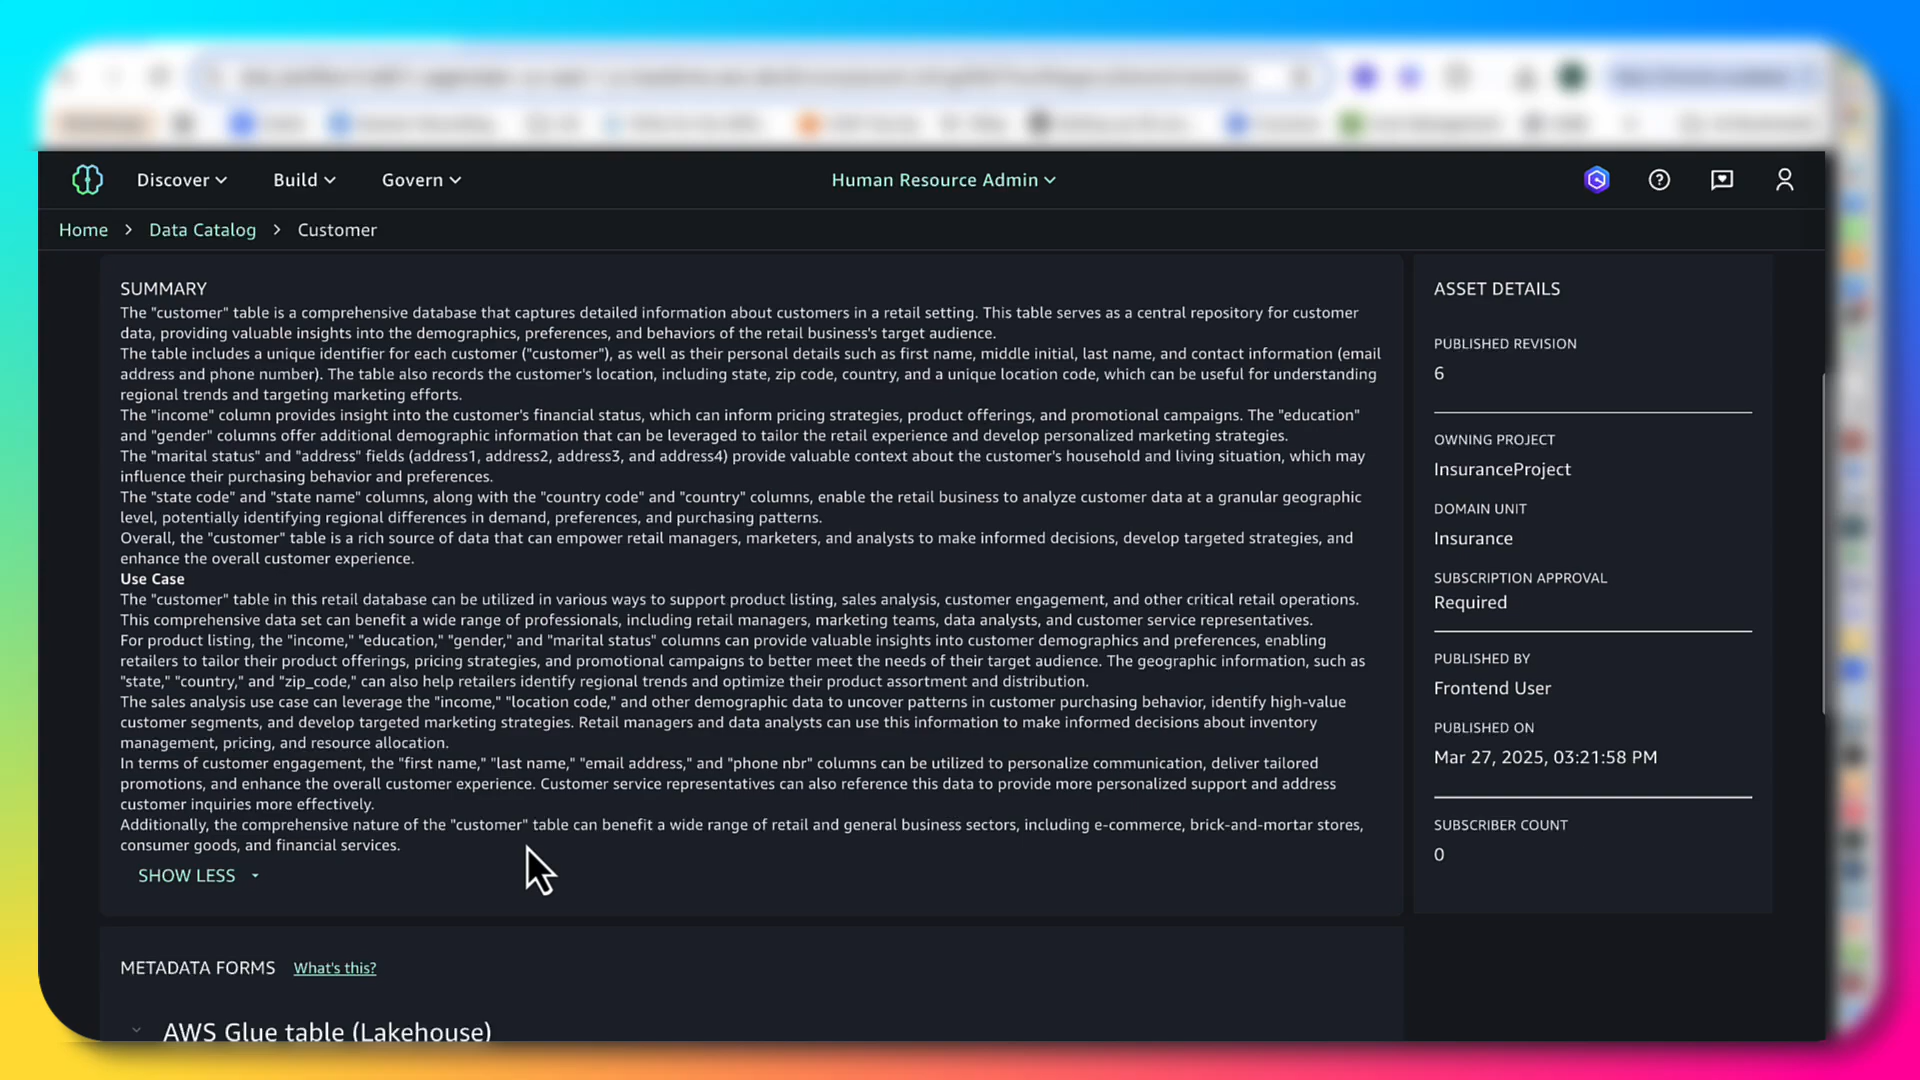 Discover
Build
Govern
Human Resource Admin
Home > Data Catalog > Customer
SUMMARY
The "customer" table is a comprehensive database that captures detailed information about customers in a retail setting. This table serves as a central repository for customer
data, providing valuable insights into the demographics, preferences, and behaviors of the retail business's target audience.
The table includes a unique identifier for each customer ("customer"), as well as their personal details such as first name, middle initial, last name, and contact information (email
address and phone number). The table also records the customer's location, including state, zip code, country, and a unique location code, which can be useful for understanding
regional trends and targeting marketing efforts.
The "income" column provides insight into the customer's financial status, which can inform pricing strategies, product offerings, and promotional campaigns. The "education"
and "gender" columns offer additional demographic information that can be leveraged to tailor the retail experience and develop personalized marketing strategies.
The "marital status" and "address" fields (address1, address2, address3, and address4) provide valuable context about the customer's household and living situation, which may
influence their purchasing behavior and preferences.
The "state code" and "state name" columns, along with the "country code" and "country" columns, enable the retail business to analyze customer data at a granular geographic
level, potentially identifying regional differences in demand, preferences, and purchasing patterns.
Overall, the "customer" table is a rich source of data that can empower retail managers, marketers, and analysts to make informed decisions, develop targeted strategies, and
enhance the overall customer experience.
Use Case
The "customer" table in this retail database can be utilized in various ways to support product listing, sales analysis, customer engagement, and other critical retail operations.
This comprehensive data set can benefit a wide range of professionals, including retail managers, marketing teams, data analysts, and customer service representatives.
For product listing, the "income," "education," "gender," and "marital status" columns can provide valuable insights into customer demographics and preferences, enabling
retailers to tailor their product offerings, pricing strategies, and promotional campaigns to better meet the needs of their target audience. The geographic information, such as
"state," "country," and "zip_code," can also help retailers identify regional trends and optimize their product assortment and distribution.
The sales analysis use case can leverage the "income," "location code," and other demographic data to uncover patterns in customer purchasing behavior, identify high-value
customer segments, and develop targeted marketing strategies. Retail managers and data analysts can use this information to make informed decisions about inventory
management, pricing, and resource allocation.
In terms of customer engagement, the "first name," "last name," "email address," and "phone nbr" columns can be utilized to personalize communication, deliver tailored
promotions, and enhance the overall customer experience. Customer service representatives can also reference this data to provide more personalized support and address
customer inquiries more effectively.
Additionally, the comprehensive nature of the "customer" table can benefit a wide range of retail and general business sectors, including e-commerce, brick-and-mortar stores,
consumer goods, and financial services.
SHOW LESS
METADATA FORMS What's this?
AWS Glue table (Lakehouse)
ASSET DETAILS
PUBLISHED REVISION
6
OWNING PROJECT
InsuranceProject
DOMAIN UNIT
Insurance
SUBSCRIPTION APPROVAL
Required
PUBLISHED BY
Frontend User
PUBLISHED ON
Mar 27, 2025, 03:21:58 PM
SUBSCRIBER COUNT
0